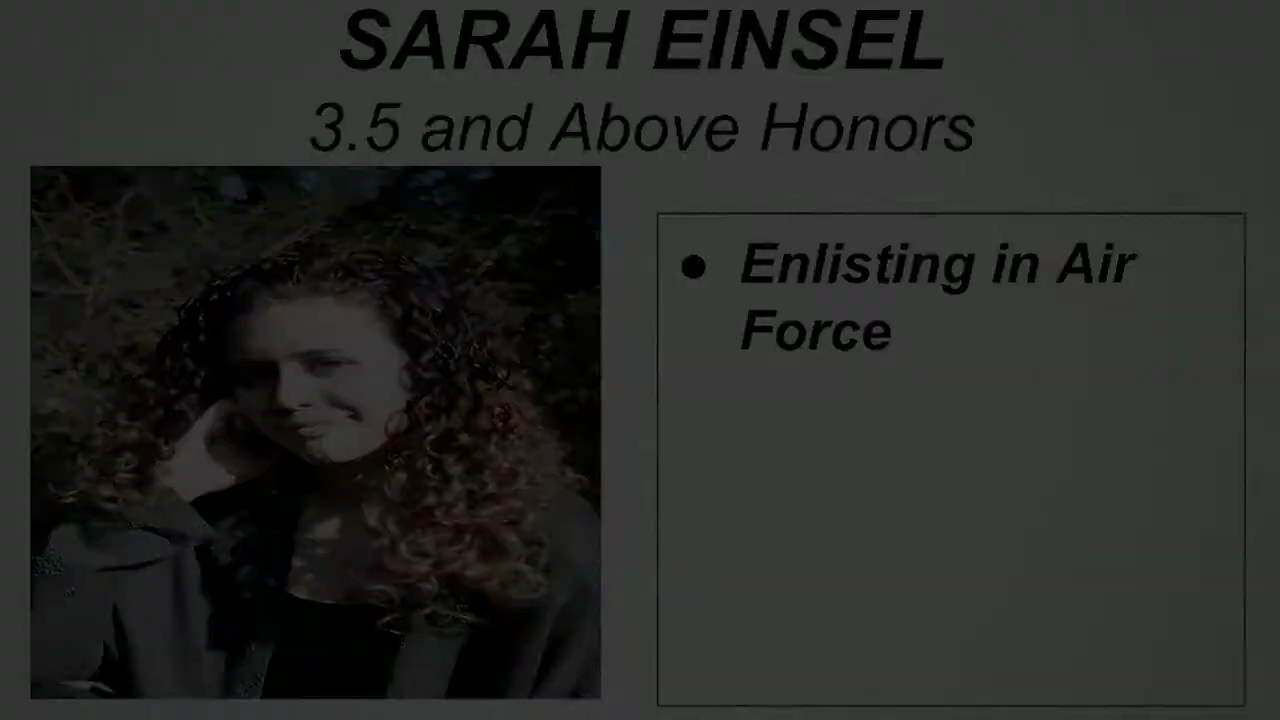 SARAH EINSEL
3.5 and Above Honors
● Enlisting in Air
Force